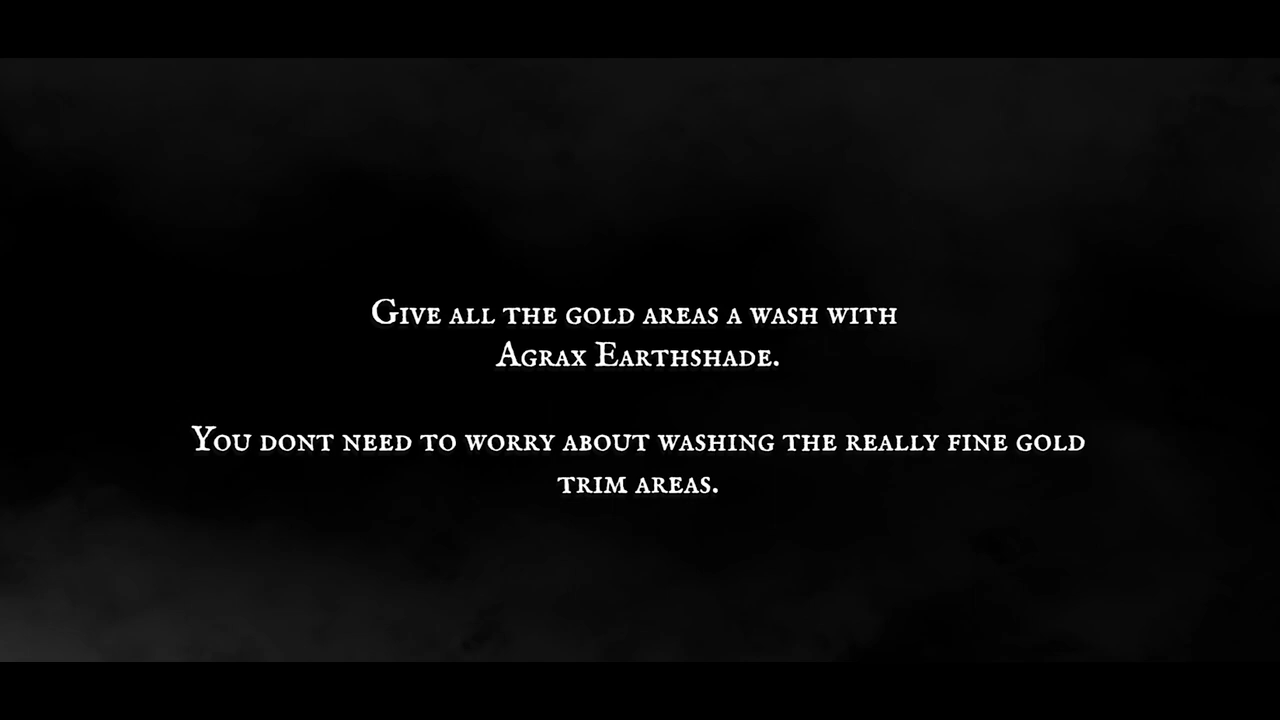 Give all the gold areas a wash with
Agrax Earthshade.
You dont need to worry about washing the really fine gold
trim areas.